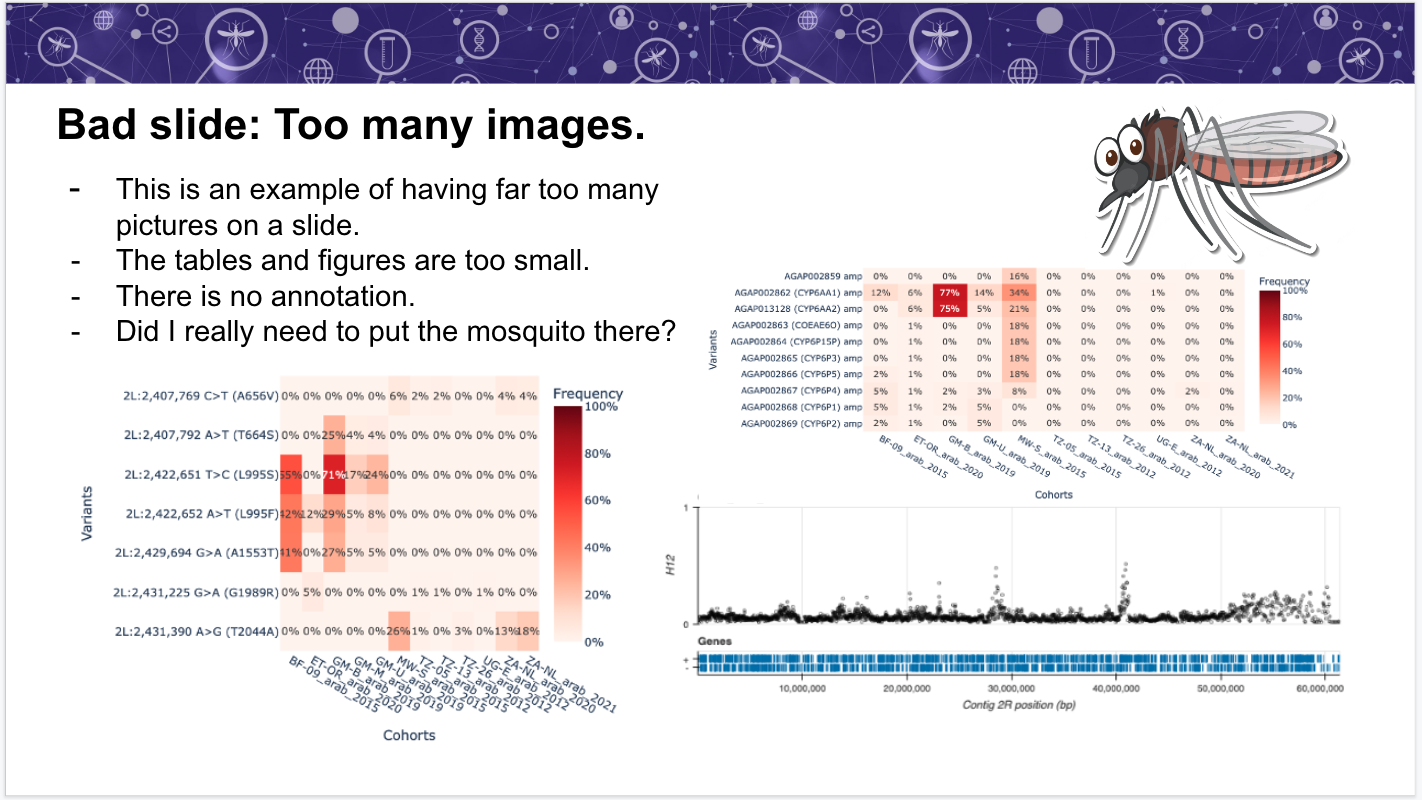 Bad slide: Too many images.
- This is an example of having far too many
pictures on a slide.
- The tables and figures are too small.
- There is no annotation.
- Did I really need to put the mosquito there?
Variants
2L:2,407,769 C>T (A656V) 0% 0% 0% 0% 0% 6% 2% 2% 0% 0% 4% 4%
2L:2,407,792 A>T (T664S) 0% 0% 25% 4% 4% 0% 0% 0% 0% 0% 0% 0%
2L:2,422,651 T>C (L995S) 55% 0% 71% 17% 24% 0% 0% 0% 0% 0% 0% 0%
2L:2,422,652 A>T (L995F) 42% 12% 29% 5% 8% 0% 0% 0% 0% 0% 0% 0%
2L:2,429,694 G>A (A1553T) 41% 0% 27% 5% 5% 0% 0% 0% 0% 0% 0% 0%
2L:2,431,225 G>A (G1989R) 0% 5% 0% 0% 0% 0% 1% 1% 0% 1% 0% 0%
2L:2,431,390 A>G (T2044A) 0% 0% 0% 0% 0% 26% 1% 0% 3% 0% 13% 18%
BF-09_arab_2015
ET-OR_arab_2020
GM-B_arab_2019
GM-M_arab_2019
GM-U_arab_2019
MW-S_arab_2015
TZ-05_arab_2015
TZ-13_arab_2012
TZ-26_arab_2012
UG-E_arab_2012
ZA-NL_arab_2020
ZA-NL_arab_2021
Cohorts
Frequency
100%
80%
60%
40%
20%
0%
Variants
AGAP002859 amp 0% 0% 0% 0% 16% 0% 0% 0% 0% 0% 0%
AGAP002862 (CYP6AA1) amp 12% 6% 77% 14% 34% 0% 0% 0% 1% 0% 0%
AGAP013128 (CYP6AA2) amp 0% 6% 75% 5% 21% 0% 0% 0% 0% 0% 0%
AGAP002863 (COEAE6O) amp 0% 1% 0% 0% 18% 0% 0% 0% 0% 0% 0%
AGAP002864 (CYP6P15P) amp 0% 1% 0% 0% 18% 0% 0% 0% 0% 0% 0%
AGAP002865 (CYP6P3) amp 0% 1% 0% 0% 18% 0% 0% 0% 0% 0% 0%
AGAP002866 (CYP6P5) amp 2% 1% 0% 0% 18% 0% 0% 0% 0% 0% 0%
AGAP002867 (CYP6P4) amp 5% 1% 2% 3% 8% 0% 0% 0% 0% 2% 0%
AGAP002868 (CYP6P1) amp 5% 1% 2% 5% 0% 0% 0% 0% 0% 0% 0%
AGAP002869 (CYP6P2) amp 2% 1% 0% 5% 0% 0% 0% 0% 0% 0% 0%
BF-09_arab_2015
ET-OR_arab_2020
GM-B_arab_2019
GM-U_arab_2019
MW-S_arab_2015
TZ-05_arab_2015
TZ-13_arab_2012
TZ-26_arab_2012
UG-E_arab_2012
ZA-NL_arab_2020
ZA-NL_arab_2021
Cohorts
Frequency
100%
80%
60%
40%
20%
0%
1
H12
0
Genes
+
-
10,000,000 20,000,000 30,000,000 40,000,000 50,000,000 60,000,000
Contig 2R position (bp)